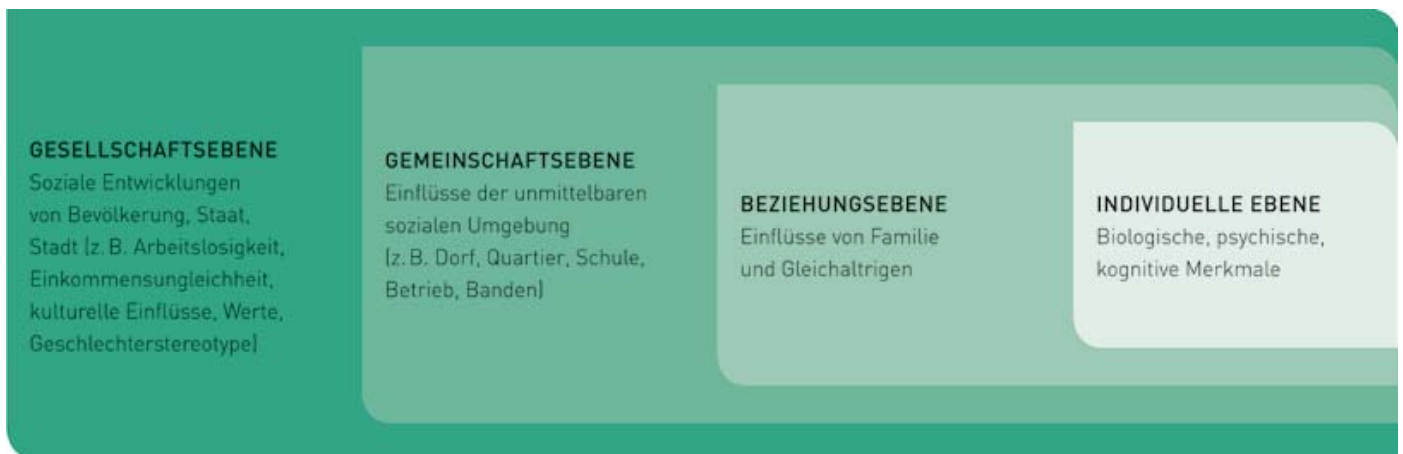 GESELLSCHAFTSEBENE
Soziale Entwicklungen
von Bevölkerung, Staat,
Stadt (z. B. Arbeitslosigkeit,
Einkommensungleichheit,
kulturelle Einflüsse, Werte,
Geschlechterstereotype)
GEMEINSCHAFTSEBENE
Einflüsse der unmittelbaren
sozialen Umgebung
(z. B. Dorf, Quartier, Schule,
Betrieb, Banden)
BEZIEHUNGSEBENE
Einflüsse von Familie
und Gleichaltrigen
INDIVIDUELLE EBENE
Biologische, psychische,
kognitive Merkmale